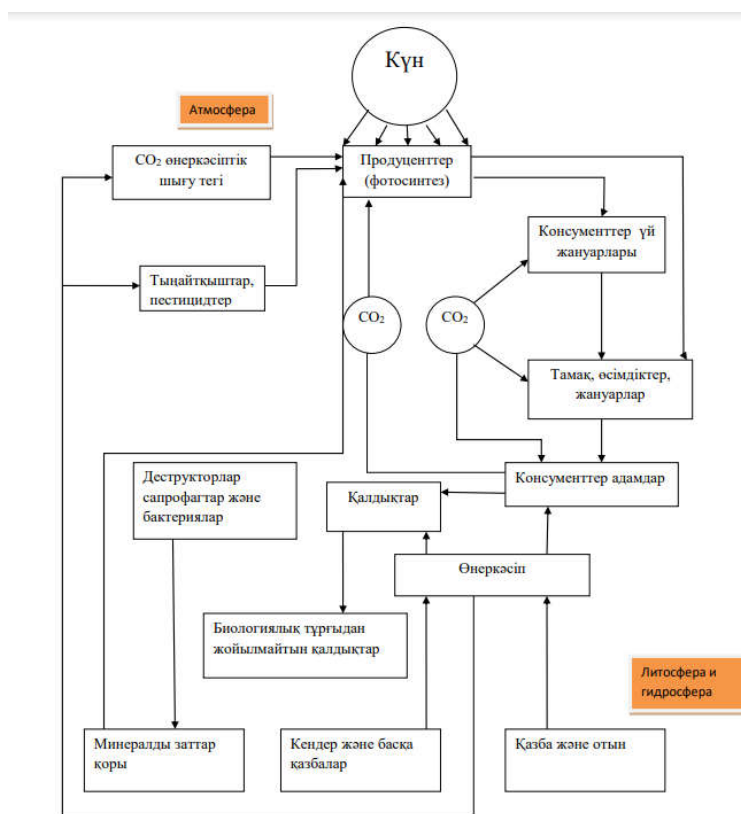 Күн
Атмосфера
CO₂ өнеркәсіптік
шығу тегі
Продуценттер
(фотосинтез)
Консументтер үй
жануарлары
Тыңайтқыштар,
пестицидтер
CO₂
CO₂
Тамақ, өсімдіктер,
жануарлар
Деструкторлар
сапрофагтар және
бактериялар
Қалдықтар
Консументтер адамдар
Өнеркәсіп
Биологиялық тұрғыдан
жойылмайтын қалдықтар
Литосфера и
гидросфера
Минералды заттар
қоры
Кендер және басқа
қазбалар
Қазба және отын